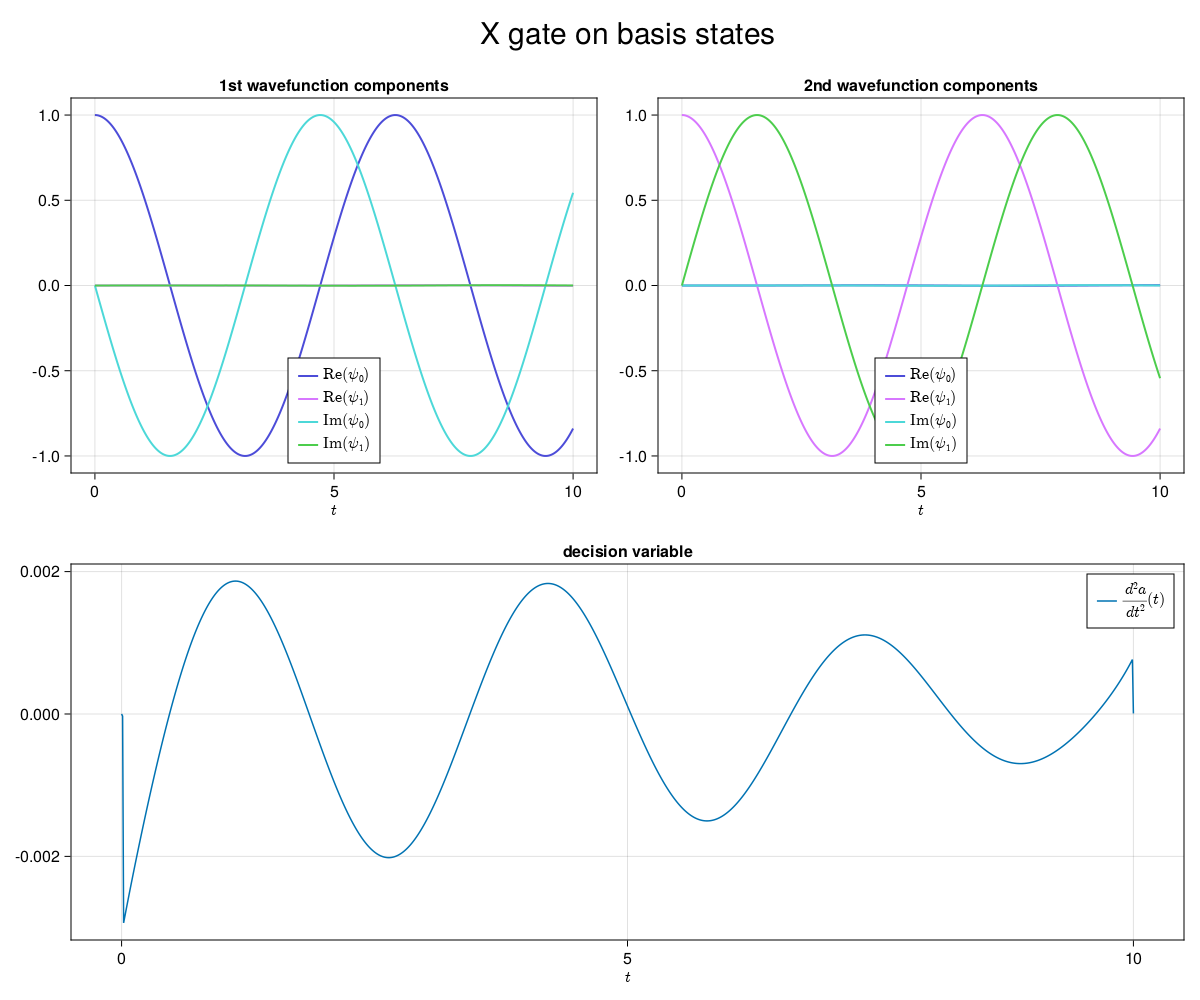 X gate on basis states
1st wavefunction components
1.0
0.5
0.0
-0.5
-1.0
Re(ψ₀)
Re(ψ₁)
Im(ψ₀)
Im(ψ₁)
0
5
10
t
2nd wavefunction components
1.0
0.5
0.0
-0.5
-1.0
Re(ψ₀)
Re(ψ₁)
Im(ψ₀)
Im(ψ₁)
0
5
10
t
decision variable
0.002
0.000
-0.002
d²a
dt² (t)
0
5
10
t